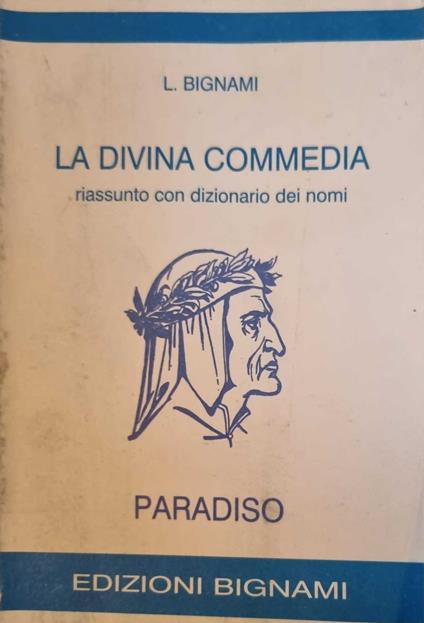 L. BIGNAMI
LA DIVINA COMMEDIA
riassunto con dizionario dei nomi
PARADISO
EDIZIONI BIGNAMI